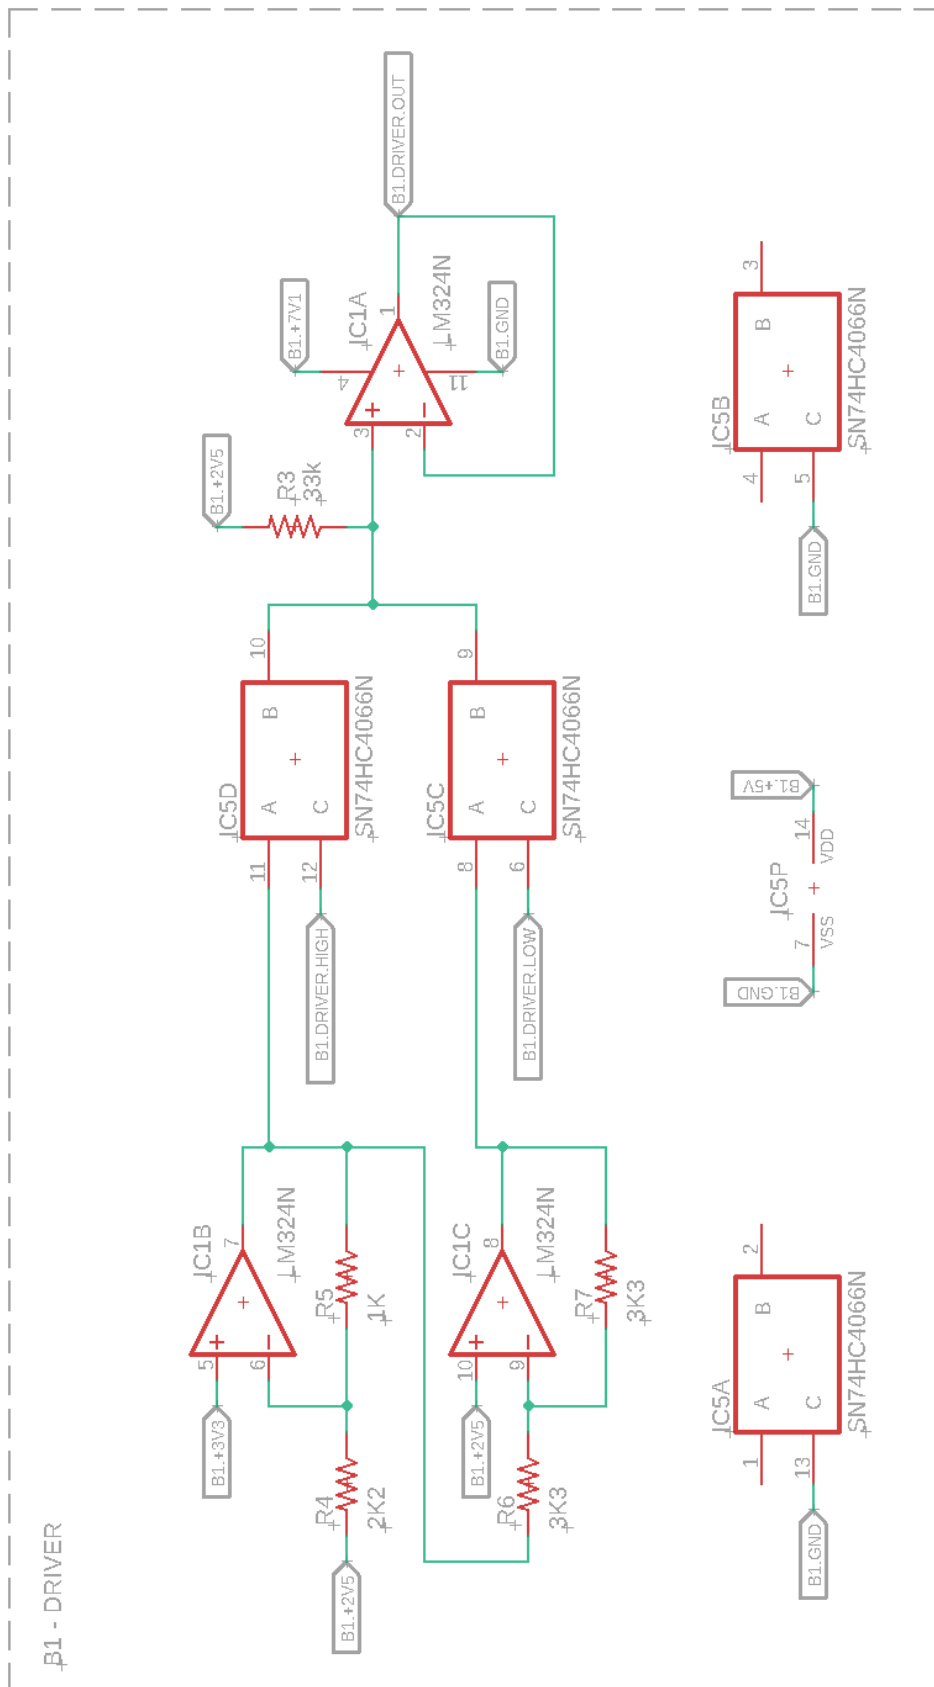 B1 - DRIVER
B1.+3V3
5
6
IC1B
7
LM324N
R5
1K
R4
2K2
B1.+2V5
B1.+2V5
10
9
IC1C
8
LM324N
R7
3K3
R6
3K3
IC5D
11
12
A
B
C
10
SN74HC4066N
B1.DRIVER.HIGH
IC5C
8
6
A
B
C
9
SN74HC4066N
B1.DRIVER.LOW
B1.+2V5
R3
33k
B1.+7V1
IC1A
4
3
+
2
−
1
11
LM324N
B1.GND
B1.DRIVER.OUT
IC5A
1
13
A
B
C
2
SN74HC4066N
B1.GND
B1.GND
7
VSS
IC5P
14
VDD
B1.+5V
IC5B
4
5
A
B
C
3
SN74HC4066N
B1.GND